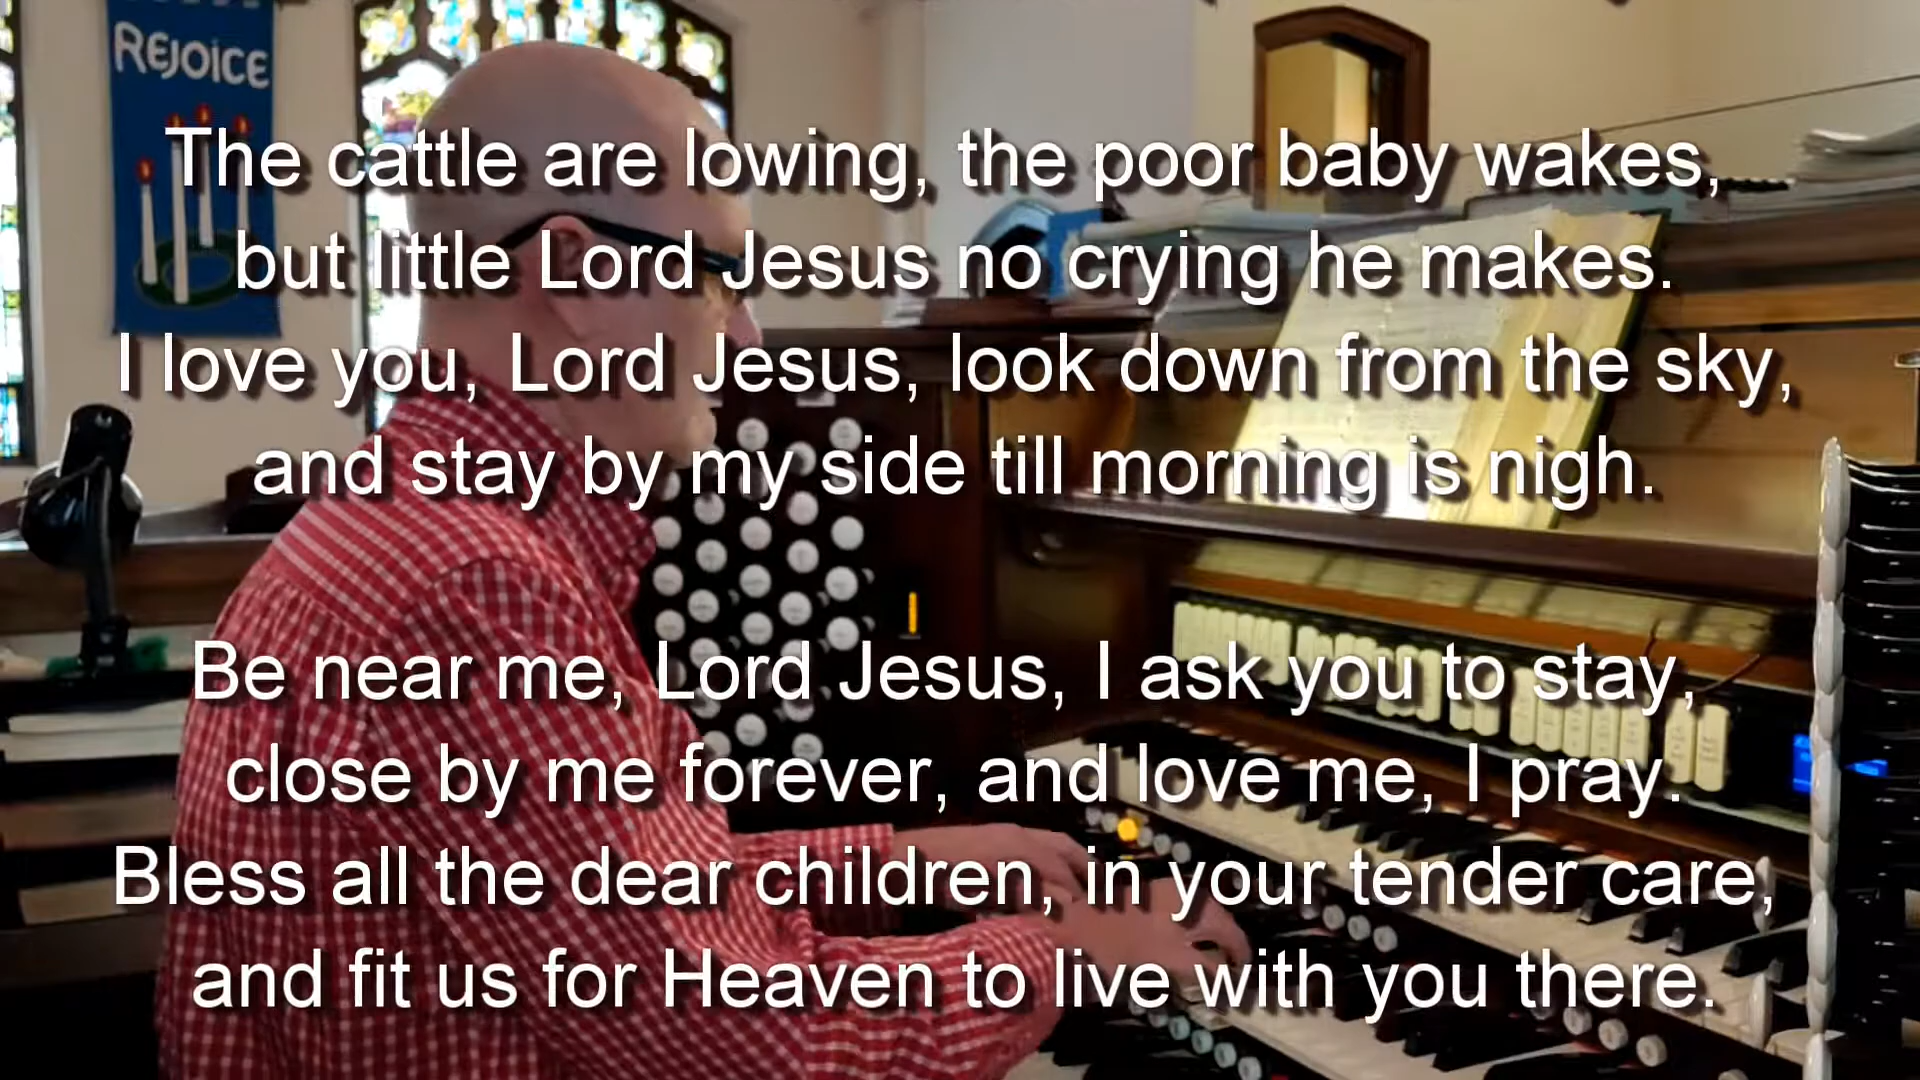 REJOICE
The cattle are lowing, the poor baby wakes,
but little Lord Jesus no crying he makes.
I love you, Lord Jesus, look down from the sky,
and stay by my side till morning is nigh.
Be near me, Lord Jesus, I ask you to stay,
close by me forever, and love me, I pray.
Bless all the dear children, in your tender care,
and fit us for Heaven to live with you there.